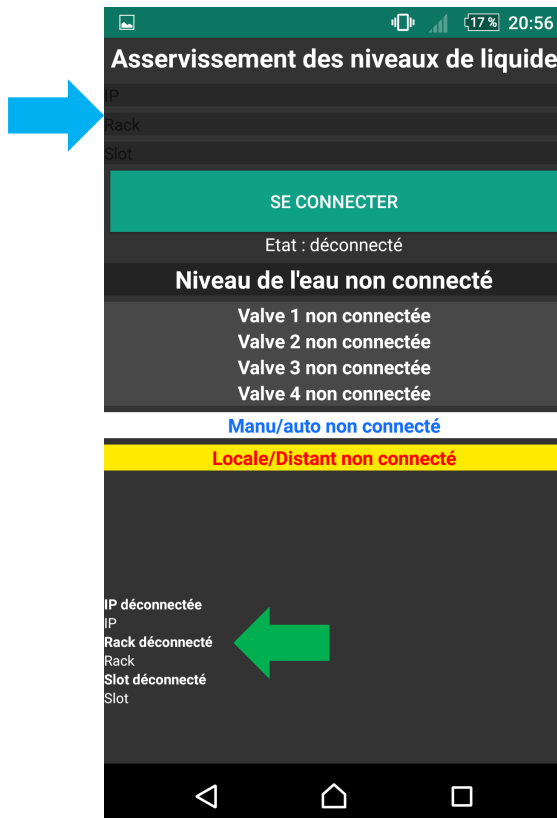 17 % 20:56
Asservissement des niveaux de liquide
IP
Rack
Slot
SE CONNECTER
Etat : déconnecté
Niveau de l'eau non connecté
Valve 1 non connectée
Valve 2 non connectée
Valve 3 non connectée
Valve 4 non connectée
Manu/auto non connecté
Locale/Distant non connecté
IP déconnectée
IP
Rack déconnecté
Rack
Slot déconnecté
Slot